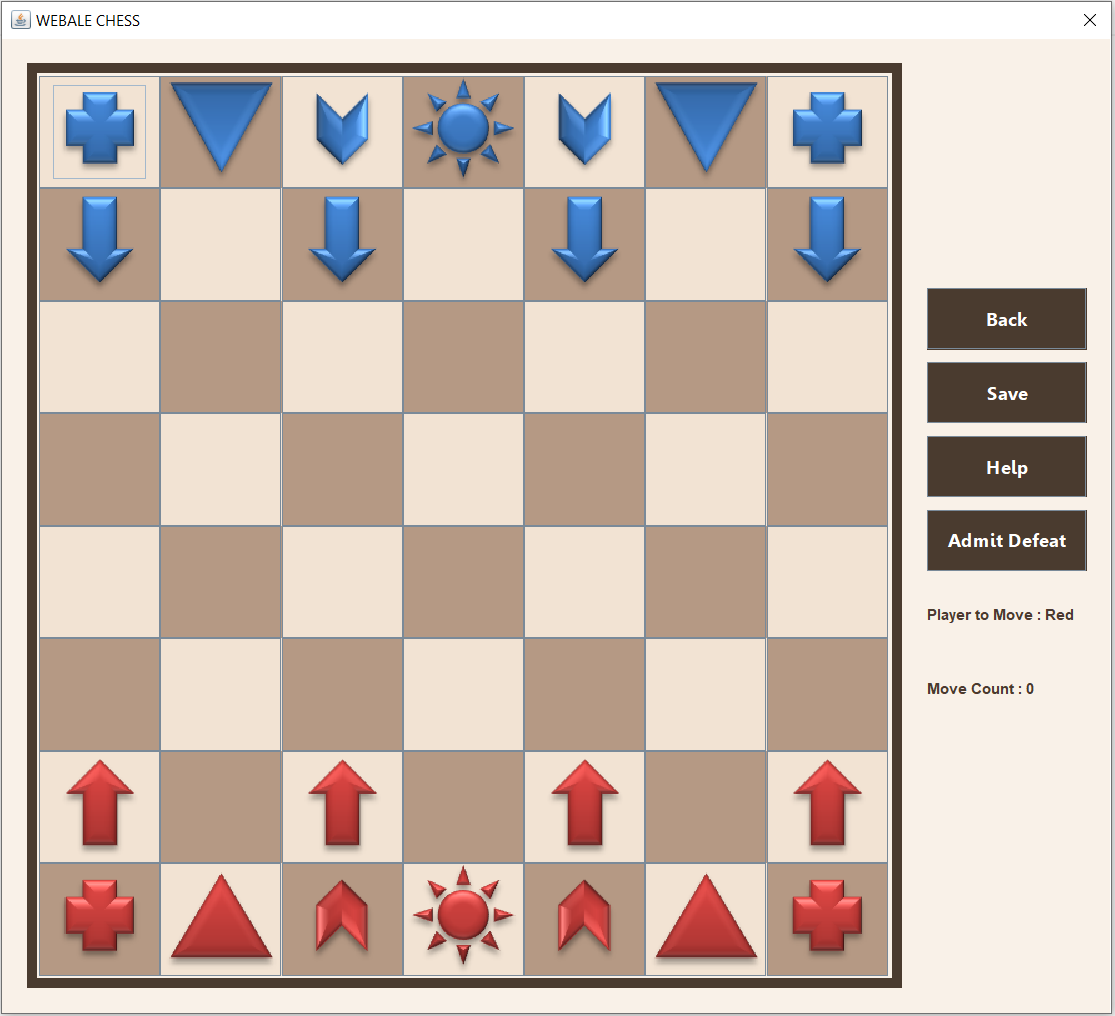 WEBALE CHESS
Back
Save
Help
Admit Defeat
Player to Move : Red
Move Count : 0